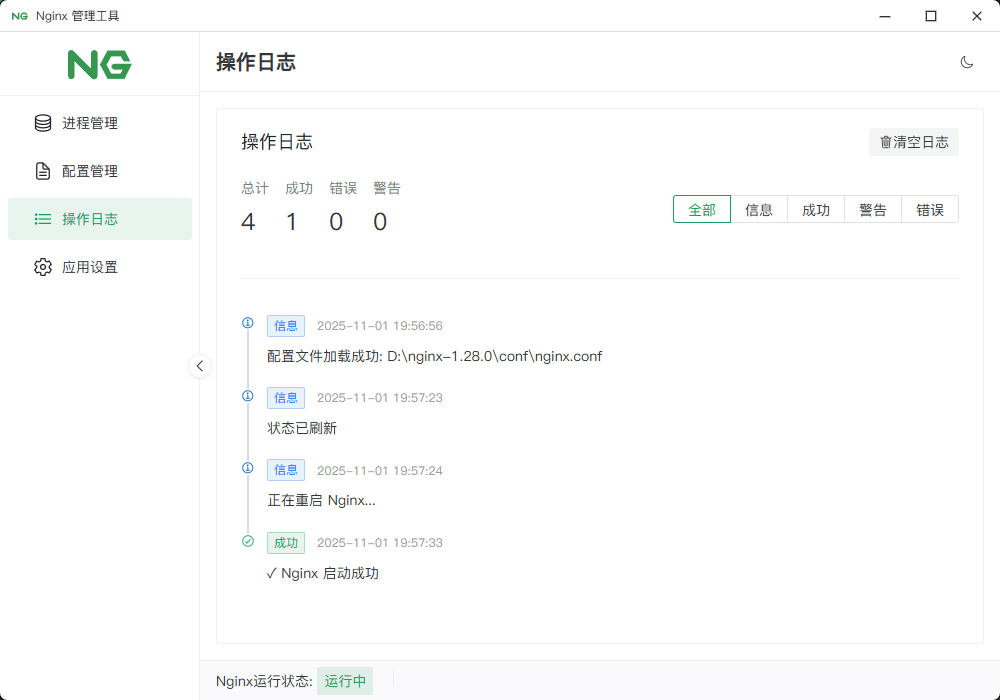 NG Nginx 管理工具
NG
操作日志
进程管理
配置管理
操作日志
应用设置
操作日志
清空日志
总计 成功 错误 警告
4 1 0 0
全部 信息 成功 警告 错误
信息 2025-11-01 19:56:56
配置文件加载成功: D:\nginx-1.28.0\conf\nginx.conf
信息 2025-11-01 19:57:23
状态已刷新
信息 2025-11-01 19:57:24
正在重启 Nginx...
成功 2025-11-01 19:57:33
✓ Nginx 启动成功
Nginx运行状态: 运行中